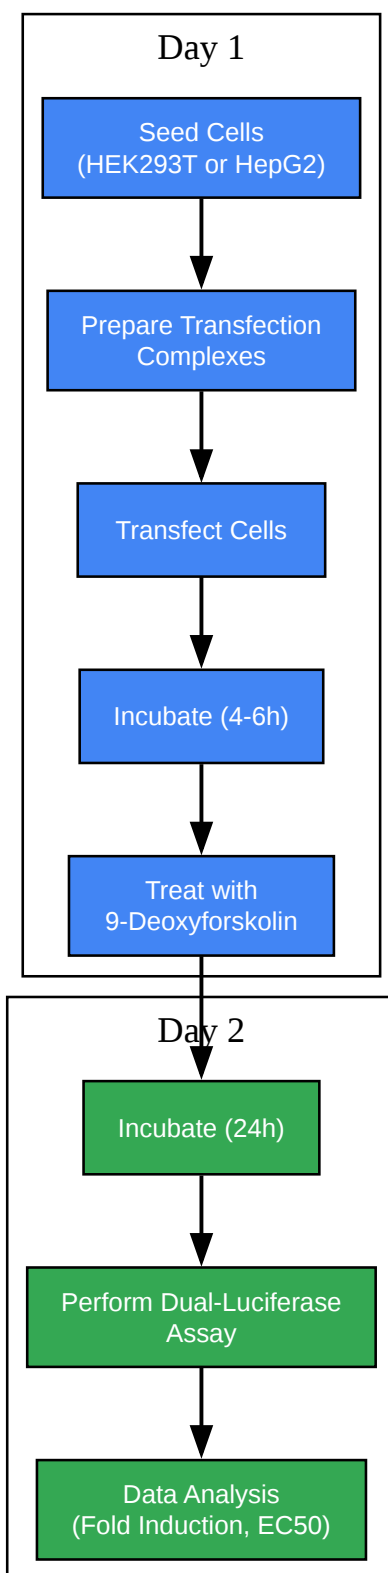 Day 1
Seed Cells
(HEK293T or HepG2)
Prepare Transfection
Complexes
Transfect Cells
Incubate (4-6h)
Treat with
9-Deoxyforskolin
Day 2
Incubate (24h)
Perform Dual-Luciferase
Assay
Data Analysis
(Fold Induction, EC50)